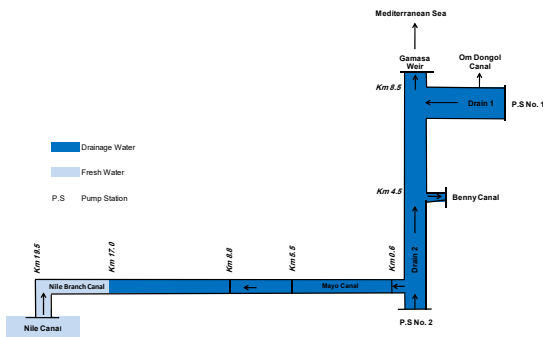 Mediterranean Sea
Gamasa
Weir
Om Dongol
Canal
Km 8.5
Drain 1
P.S No. 1
Drainage Water
Fresh Water
P.S Pump Station
Km 4.5
Benny Canal
Drain 2
Km 19.5
Km 17.0
Km 8.8
Km 5.5
Km 0.6
Nile Branch Canal
Mayo Canal
P.S No. 2
Nile Canal